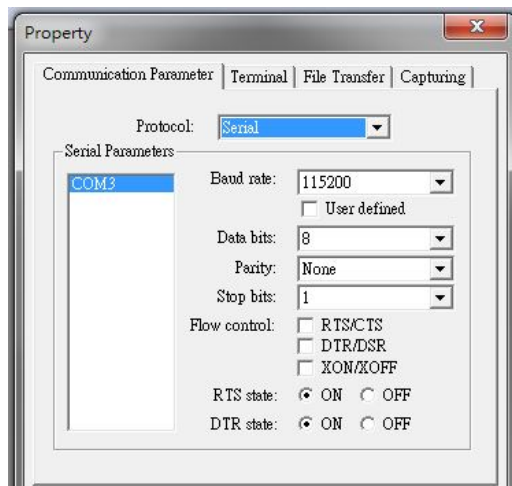 Property
Communication Parameter Terminal File Transfer Capturing
Protocol: Serial
Serial Parameters
COM3
Baud rate: 115200
User defined
Data bits: 8
Parity: None
Stop bits: 1
Flow control: RTS/CTS
DTR/DSR
XON/XOFF
RTS state: ON OFF
DTR state: ON OFF